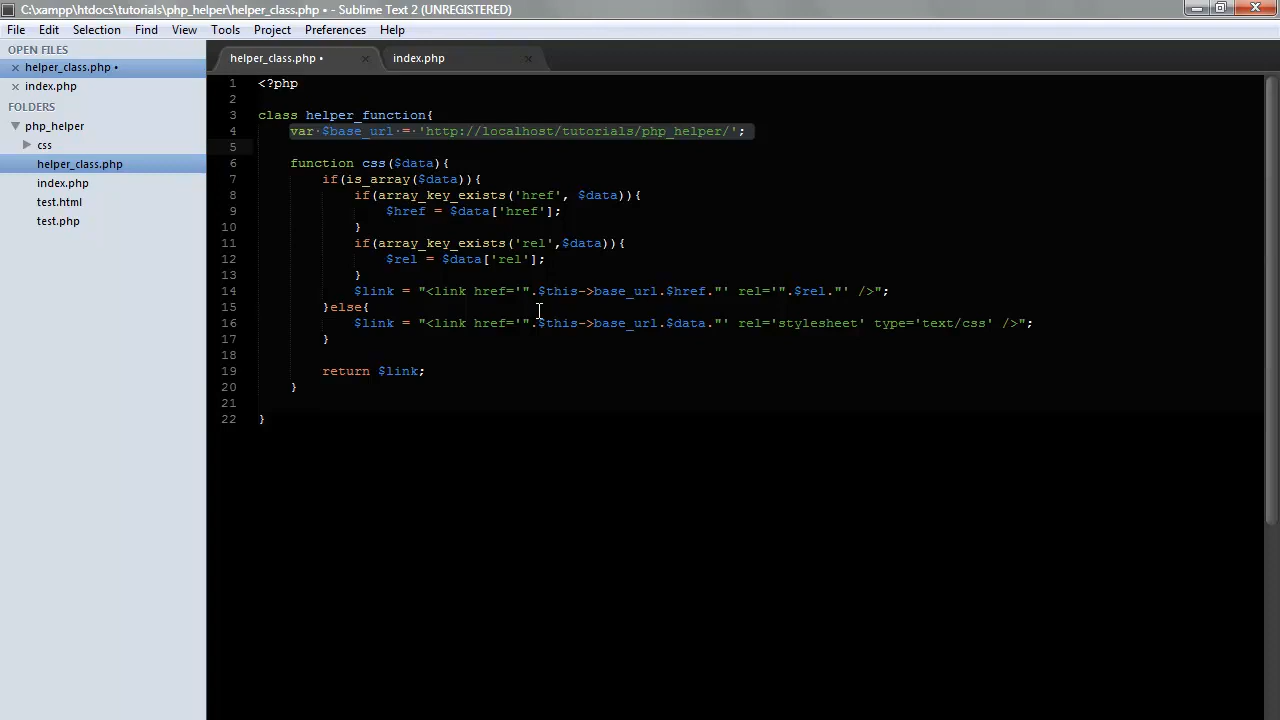 C:\xampp\htdocs\tutorials\php_helper\helper_class.php • - Sublime Text 2 (UNREGISTERED)
File Edit Selection Find View Tools Project Preferences Help
OPEN FILES
helper_class.php •
index.php
FOLDERS
php_helper
css
helper_class.php
index.php
test.html
test.php
helper_class.php • index.php
1 <?php
2
3 class helper_function{
4 var $base_url = 'http://localhost/tutorials/php_helper/';
5
6 function css($data){
7 if(is_array($data)){
8 if(array_key_exists('href', $data)){
9 $href = $data['href'];
10 }
11 if(array_key_exists('rel',$data)){
12 $rel = $data['rel'];
13 }
14 $link = "<link href='".$this->base_url.$href."' rel='".$rel."' />";
15 }else{
16 $link = "<link href='".$this->base_url.$data."' rel='stylesheet' type='text/css' />";
17 }
18
19 return $link;
20 }
21
22 }